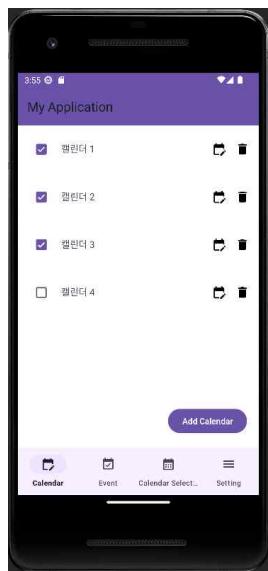 3:55
My Application
캘린더 1
캘린더 2
캘린더 3
캘린더 4
Add Calendar
Calendar
Event
Calendar Select...
Setting